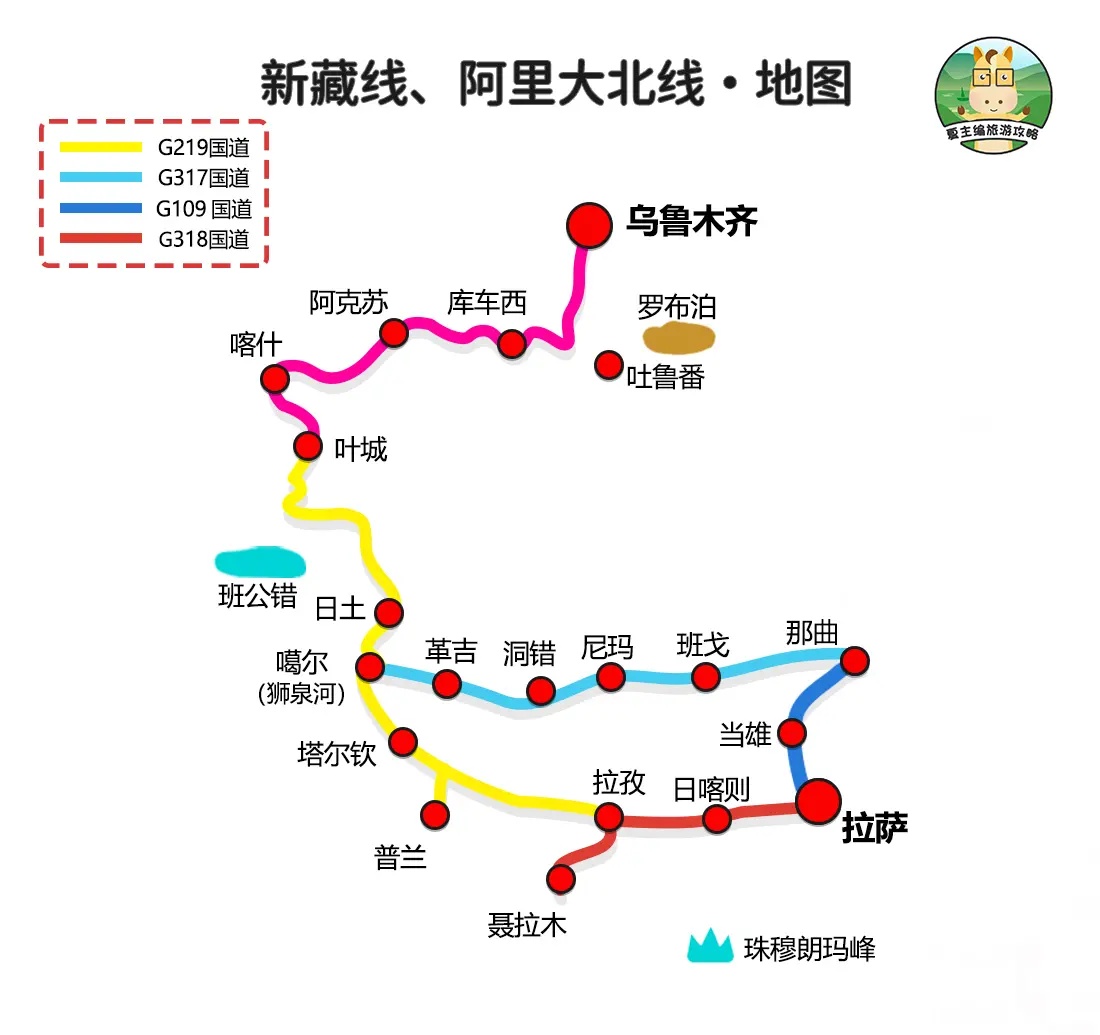 新藏线、阿里大北线·地图
夏主编旅游攻略
G219国道
G317国道
G109 国道
G318国道
乌鲁木齐
阿克苏
库车西
罗布泊
喀什
吐鲁番
叶城
班公错
日土
噶尔
(狮泉河)
革吉
洞错
尼玛
班戈
那曲
塔尔钦
当雄
拉孜
日喀则
拉萨
普兰
聂拉木
珠穆朗玛峰